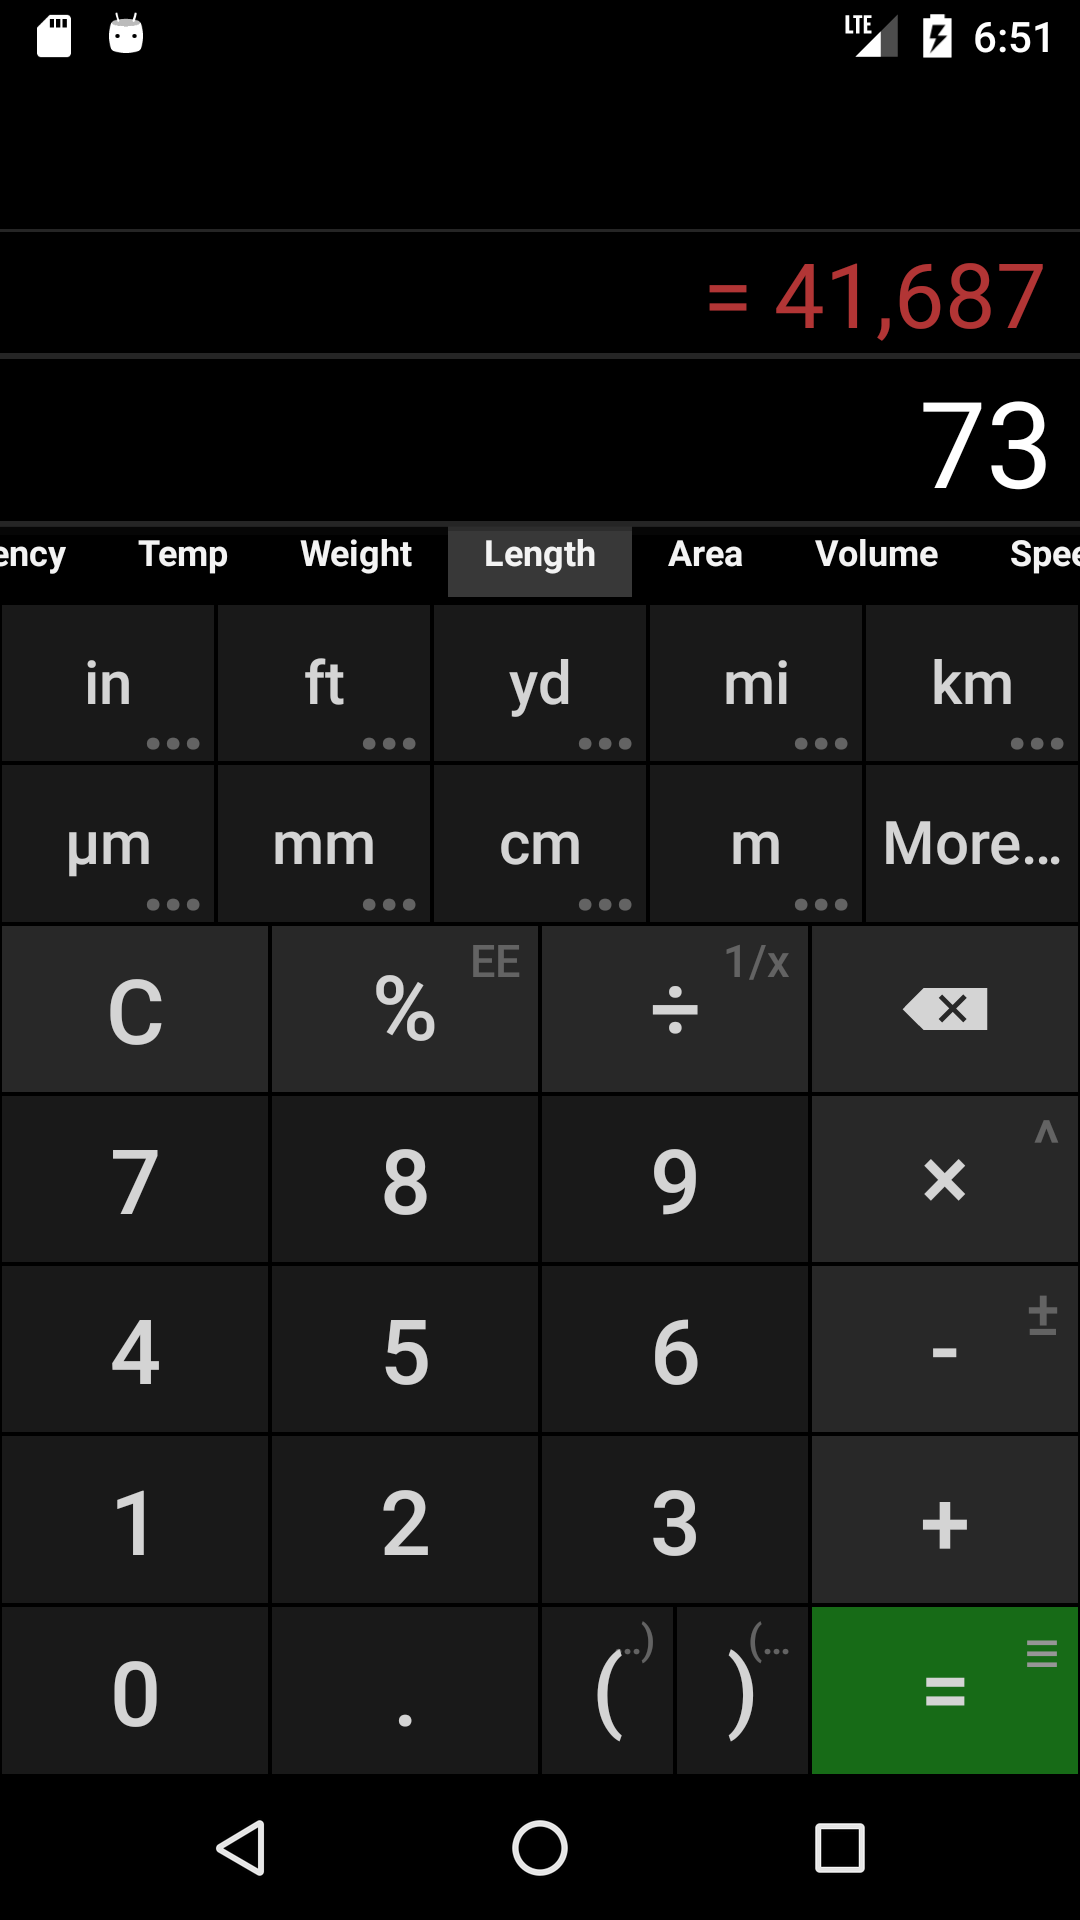 LTE 6:51
= 41,687
73
ency Temp Weight Length Area Volume Spee
in ft yd mi km
µm mm cm m More...
C % EE ÷ 1/x
7 8 9 × ^
4 5 6 - ±
1 2 3 +
0 . ( ..) ) (... = ≡